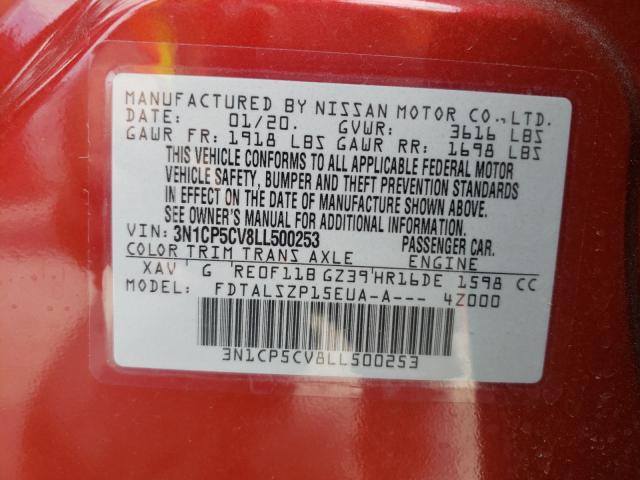 MANUFACTURED BY NISSAN MOTOR CO., LTD.
DATE: 01/20. GVWR: 3616 LBS
GAWR FR: 1918 LBS GAWR RR: 1698 LBS
THIS VEHICLE CONFORMS TO ALL APPLICABLE FEDERAL MOTOR
VEHICLE SAFETY, BUMPER AND THEFT PREVENTION STANDARDS
IN EFFECT ON THE DATE OF MANUFACTURE SHOWN ABOVE.
SEE OWNER'S MANUAL FOR ADDITIONAL INFORMATION.
VIN: 3N1CP5CV8LL500253 PASSENGER CAR.
COLOR TRIM TRANS AXLE ENGINE
XAV ' G 'RE0F11B GZ39'HR16DE 1598 CC
MODEL: FDTALSZP15EUA-A--- 4Z000
3N1CP5CV8LL500253